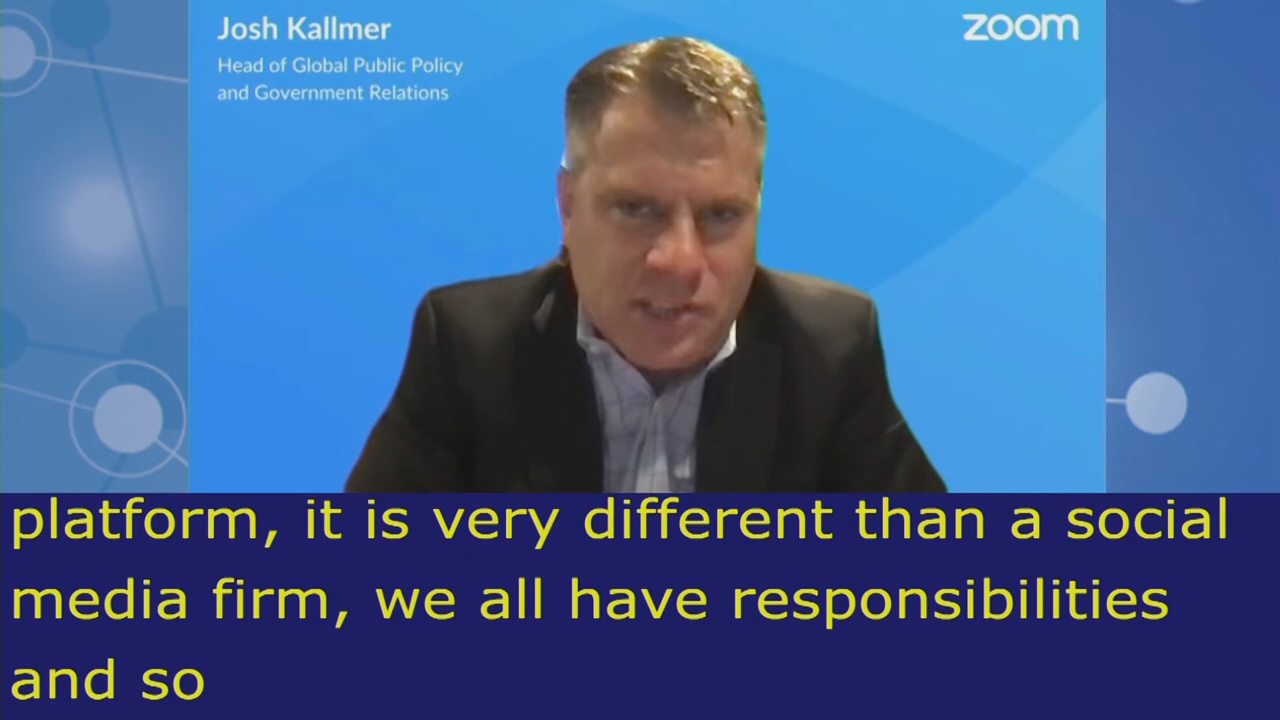 Josh Kallmer
Head of Global Public Policy
and Government Relations
zoom
platform, it is very different than a social
media firm, we all have responsibilities
and so